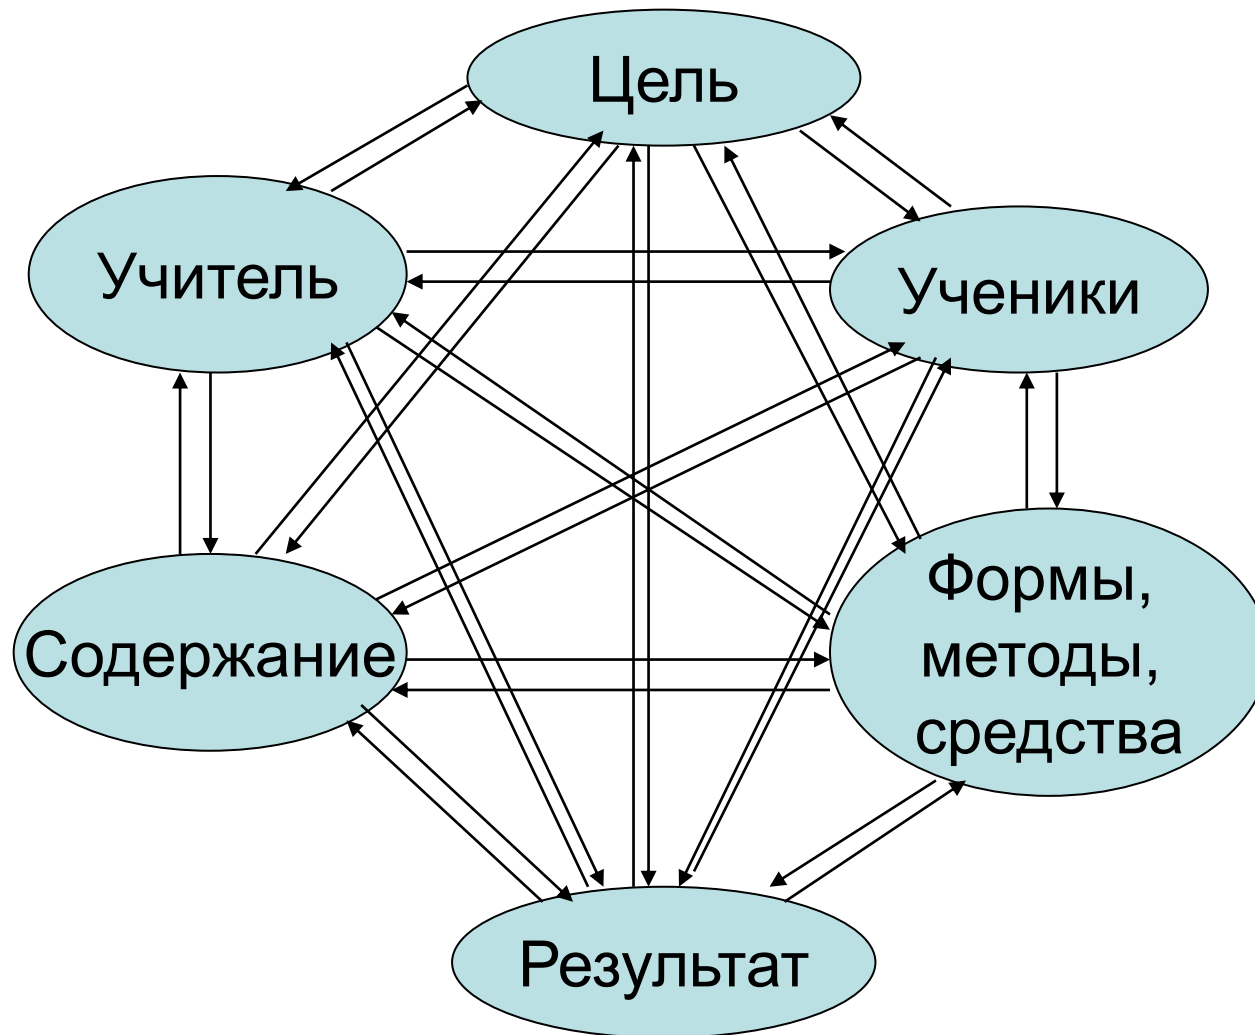 Цель
Учитель
Ученики
Содержание
Формы,
методы,
средства
Результат